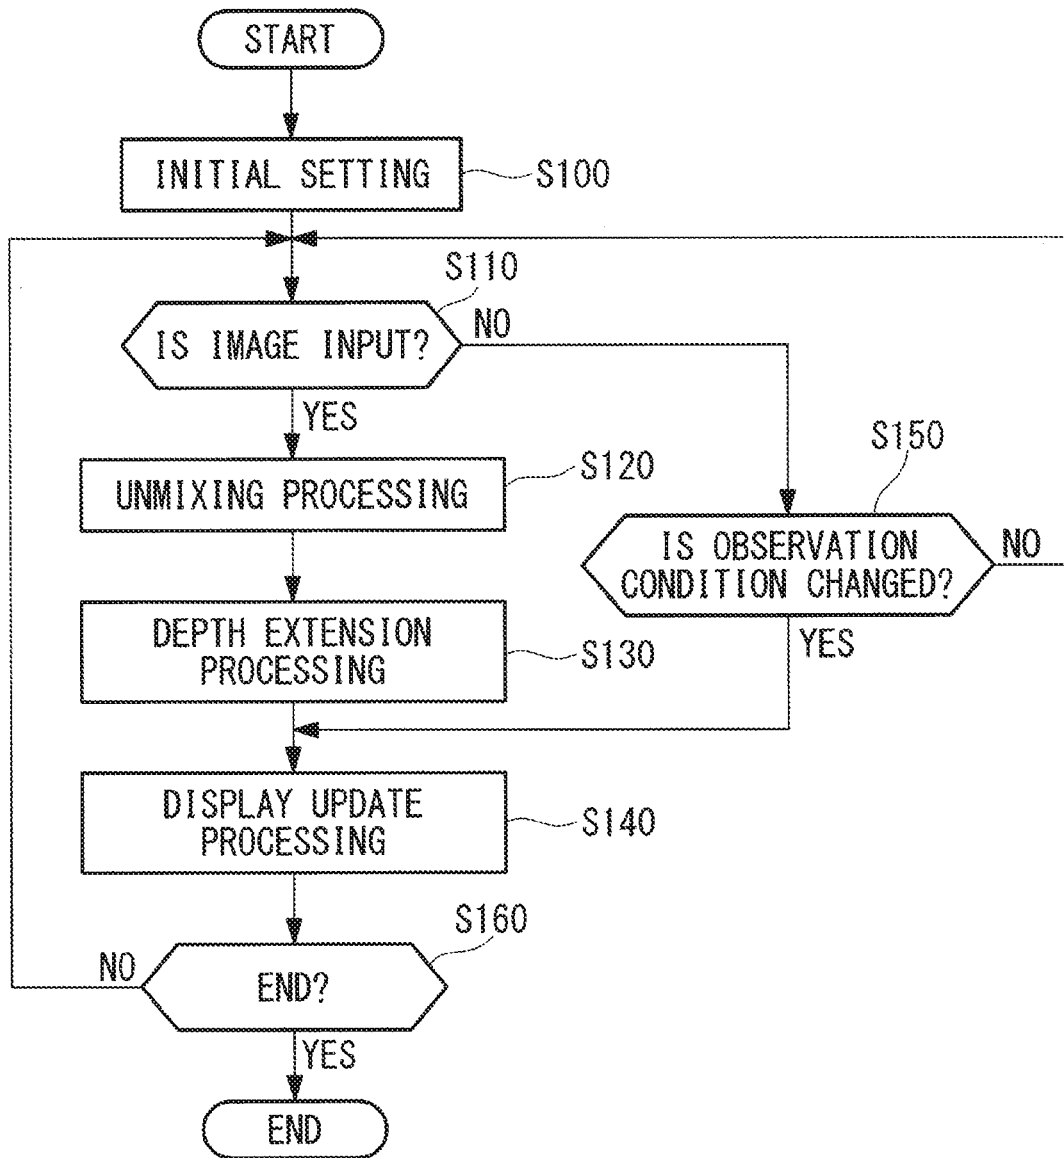 START
INITIAL SETTING
S100
S110
IS IMAGE INPUT?
NO
YES
S120
UNMIXING PROCESSING
S150
IS OBSERVATION
CONDITION CHANGED?
NO
YES
DEPTH EXTENSION
PROCESSING
S130
DISPLAY UPDATE
PROCESSING
S140
S160
END?
NO
YES
END